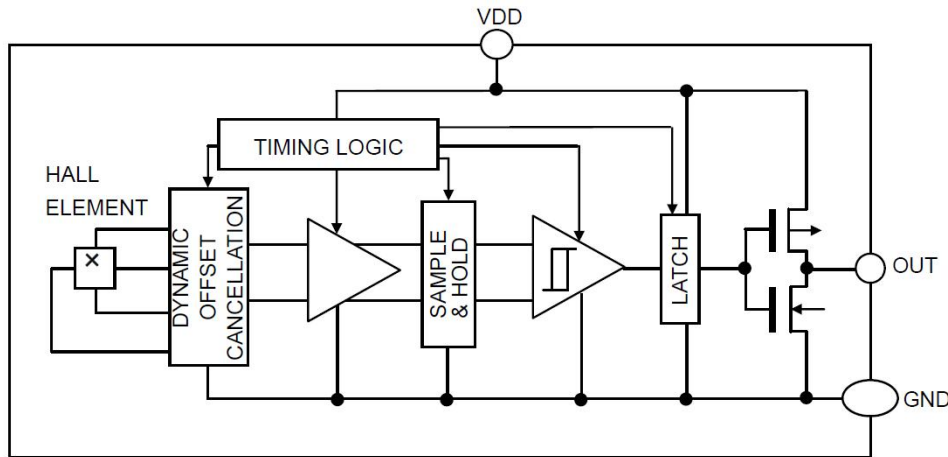 VDD
TIMING LOGIC
HALL
ELEMENT
DYNAMIC
OFFSET
CANCELLATION
SAMPLE
& HOLD
LATCH
OUT
GND